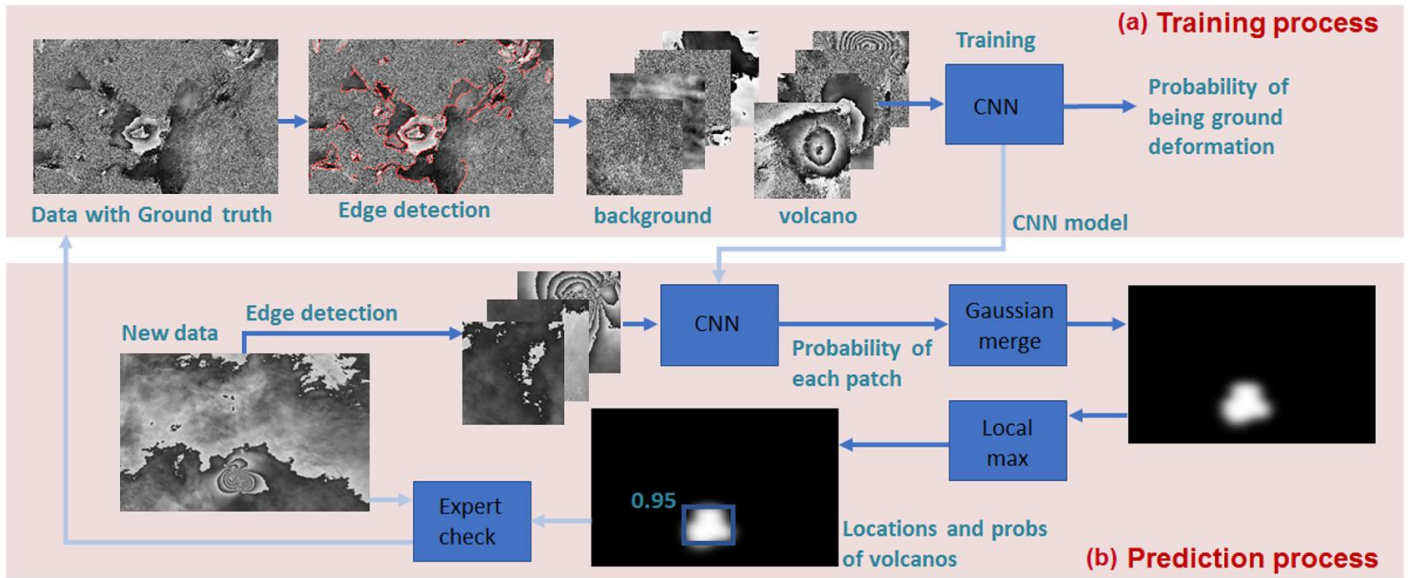 (a) Training process
Training
CNN
Probability of
being ground
deformation
Data with Ground truth
Edge detection
background
volcano
CNN model
New data
Edge detection
CNN
Probability of
each patch
Gaussian
merge
Local
max
0.95
Locations and probs
of volcanos
Expert
check
(b) Prediction process